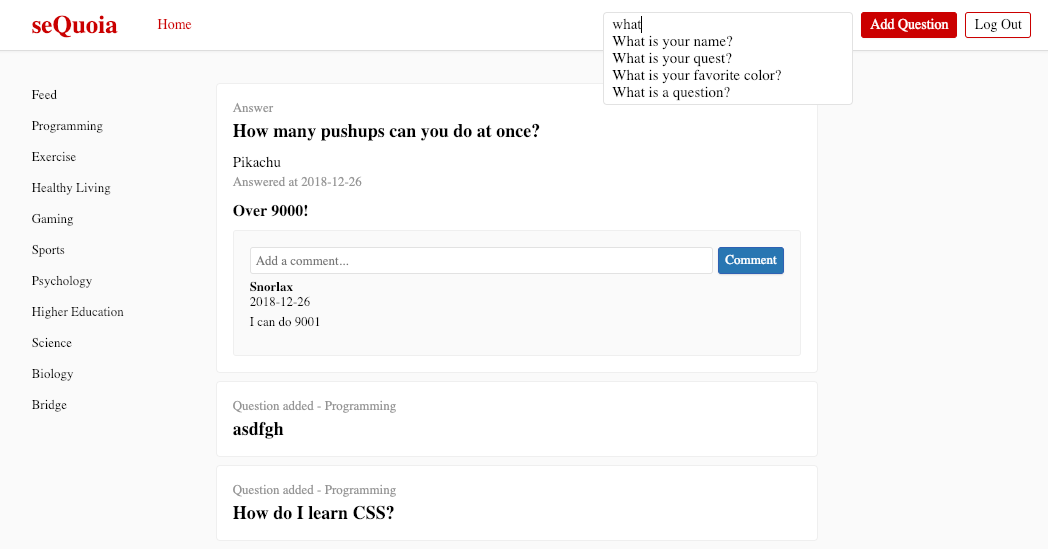 seQuoia
Home
what
Add Question
Log Out
What is your name?
What is your quest?
What is your favorite color?
What is a question?
Feed
Programming
Exercise
Healthy Living
Gaming
Sports
Psychology
Higher Education
Science
Biology
Bridge
Answer
How many pushups can you do at once?
Pikachu
Answered at 2018-12-26
Over 9000!
Add a comment...
Comment
Snorlax
2018-12-26
I can do 9001
Question added - Programming
asdfgh
Question added - Programming
How do I learn CSS?